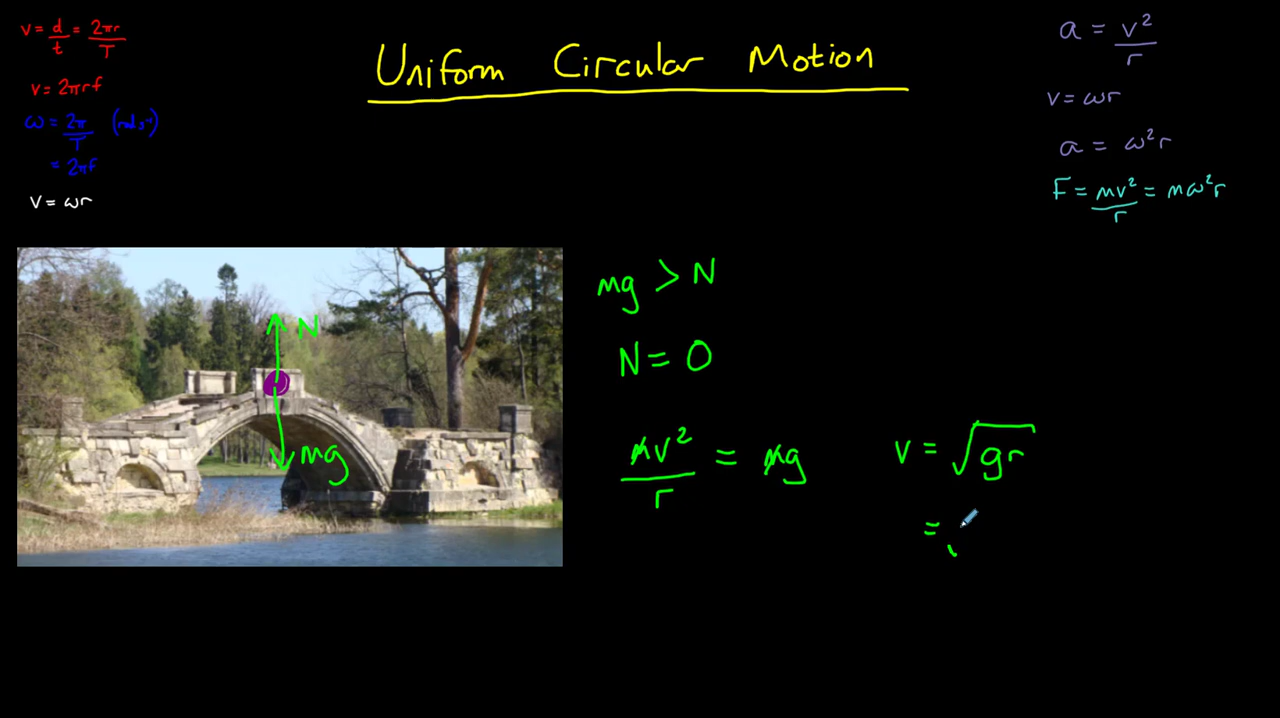 Uniform Circular Motion
v = d/t = 2πr/T
v = 2πrf
ω = 2π/T (rad s⁻¹)
= 2πf
v = ωr
a = v²/r
v = ωr
a = ω²r
F = mv²/r = mω²r
N
mg
mg > N
N = 0
mv²/r = mg
v = √gr
=